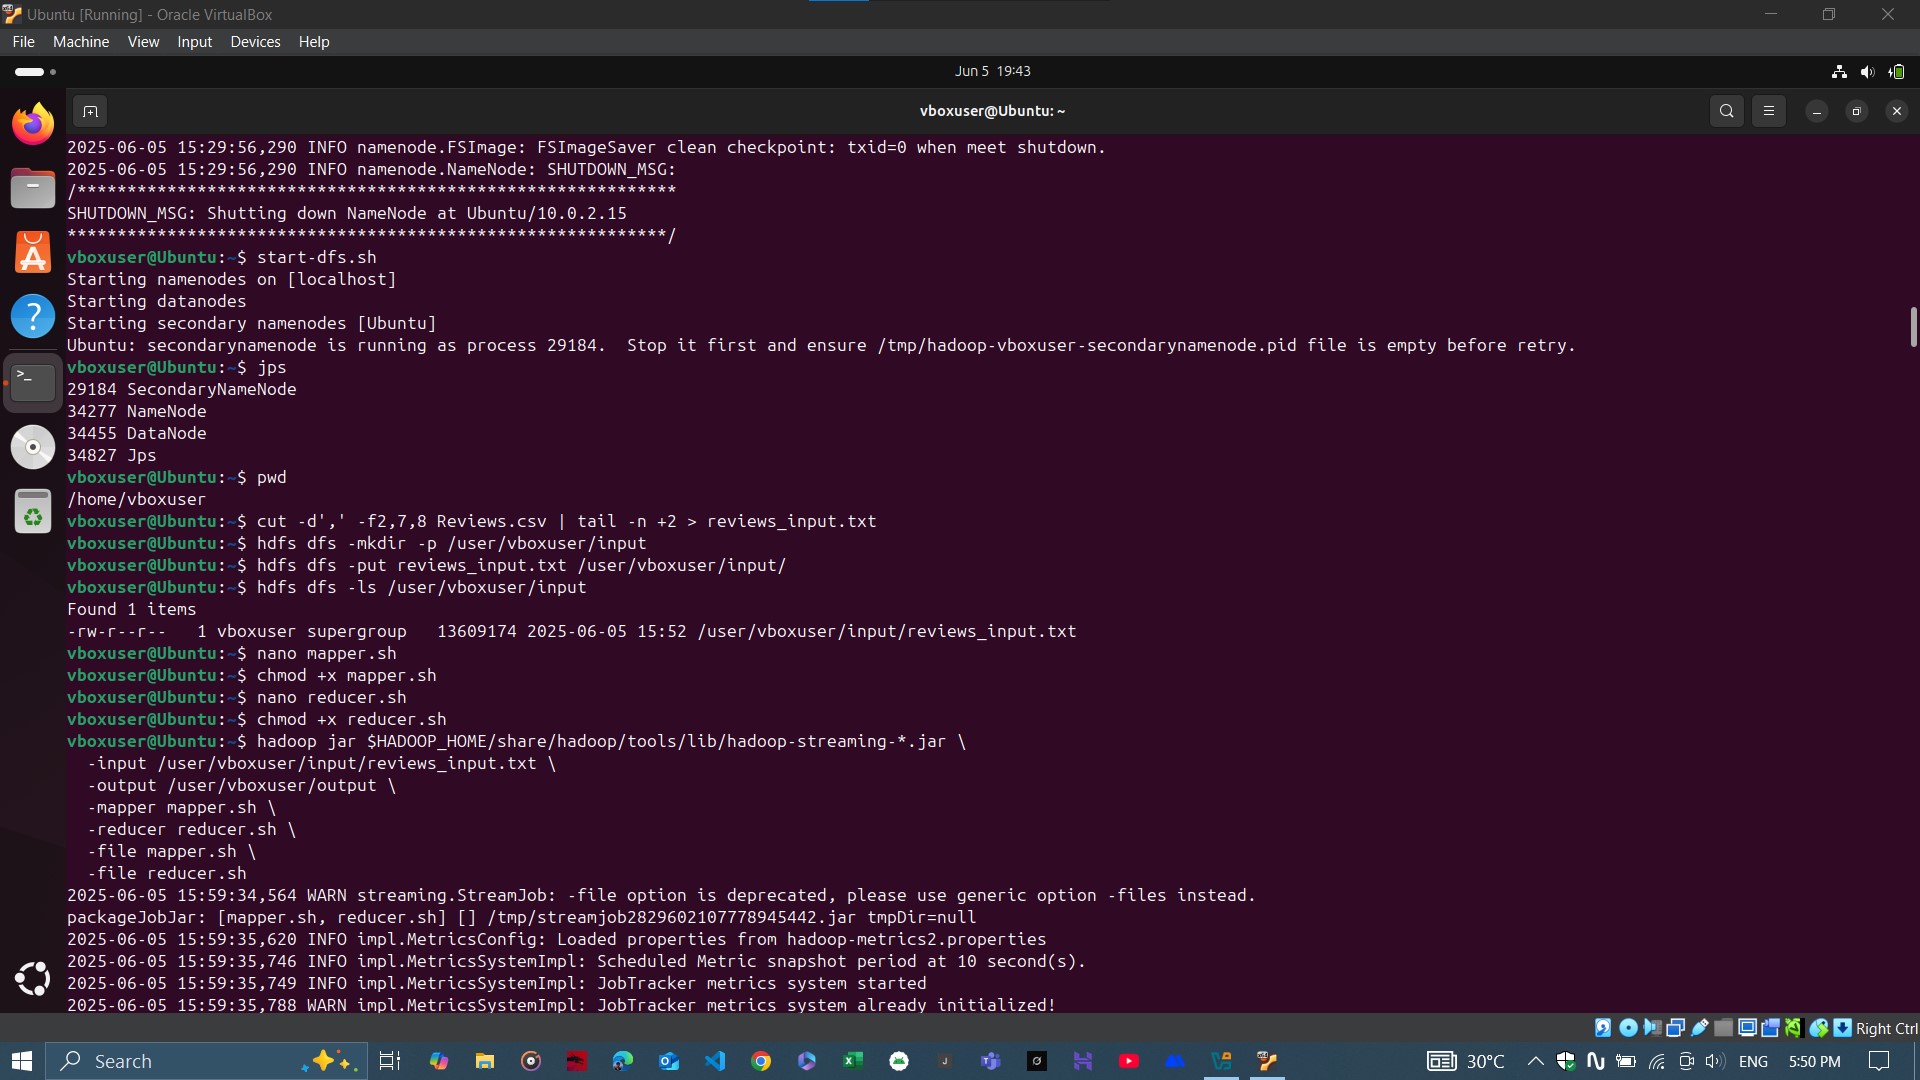 Ubuntu [Running] - Oracle VirtualBox
File Machine View Input Devices Help
Jun 5 19:43
vboxuser@Ubuntu: ~
2025-06-05 15:29:56,290 INFO namenode.FSImage: FSImageSaver clean checkpoint: txid=0 when meet shutdown.
2025-06-05 15:29:56,290 INFO namenode.NameNode: SHUTDOWN_MSG:
/************************************************************
SHUTDOWN_MSG: Shutting down NameNode at Ubuntu/10.0.2.15
************************************************************/
vboxuser@Ubuntu:~$ start-dfs.sh
Starting namenodes on [localhost]
Starting datanodes
Starting secondary namenodes [Ubuntu]
Ubuntu: secondarynamenode is running as process 29184.  Stop it first and ensure /tmp/hadoop-vboxuser-secondarynamenode.pid file is empty before retry.
vboxuser@Ubuntu:~$ jps
29184 SecondaryNameNode
34277 NameNode
34455 DataNode
34827 Jps
vboxuser@Ubuntu:~$ pwd
/home/vboxuser
vboxuser@Ubuntu:~$ cut -d',' -f2,7,8 Reviews.csv | tail -n +2 > reviews_input.txt
vboxuser@Ubuntu:~$ hdfs dfs -mkdir -p /user/vboxuser/input
vboxuser@Ubuntu:~$ hdfs dfs -put reviews_input.txt /user/vboxuser/input/
vboxuser@Ubuntu:~$ hdfs dfs -ls /user/vboxuser/input
Found 1 items
-rw-r--r--   1 vboxuser supergroup   13609174 2025-06-05 15:52 /user/vboxuser/input/reviews_input.txt
vboxuser@Ubuntu:~$ nano mapper.sh
vboxuser@Ubuntu:~$ chmod +x mapper.sh
vboxuser@Ubuntu:~$ nano reducer.sh
vboxuser@Ubuntu:~$ chmod +x reducer.sh
vboxuser@Ubuntu:~$ hadoop jar $HADOOP_HOME/share/hadoop/tools/lib/hadoop-streaming-*.jar \
  -input /user/vboxuser/input/reviews_input.txt \
  -output /user/vboxuser/output \
  -mapper mapper.sh \
  -reducer reducer.sh \
  -file mapper.sh \
  -file reducer.sh
2025-06-05 15:59:34,564 WARN streaming.StreamJob: -file option is deprecated, please use generic option -files instead.
packageJobJar: [mapper.sh, reducer.sh] [] /tmp/streamjob2829602107778945442.jar tmpDir=null
2025-06-05 15:59:35,620 INFO impl.MetricsConfig: Loaded properties from hadoop-metrics2.properties
2025-06-05 15:59:35,746 INFO impl.MetricsSystemImpl: Scheduled Metric snapshot period at 10 second(s).
2025-06-05 15:59:35,749 INFO impl.MetricsSystemImpl: JobTracker metrics system started
2025-06-05 15:59:35,788 WARN impl.MetricsSystemImpl: JobTracker metrics system already initialized!
Right Ctrl
Search
30°C ENG 5:50 PM